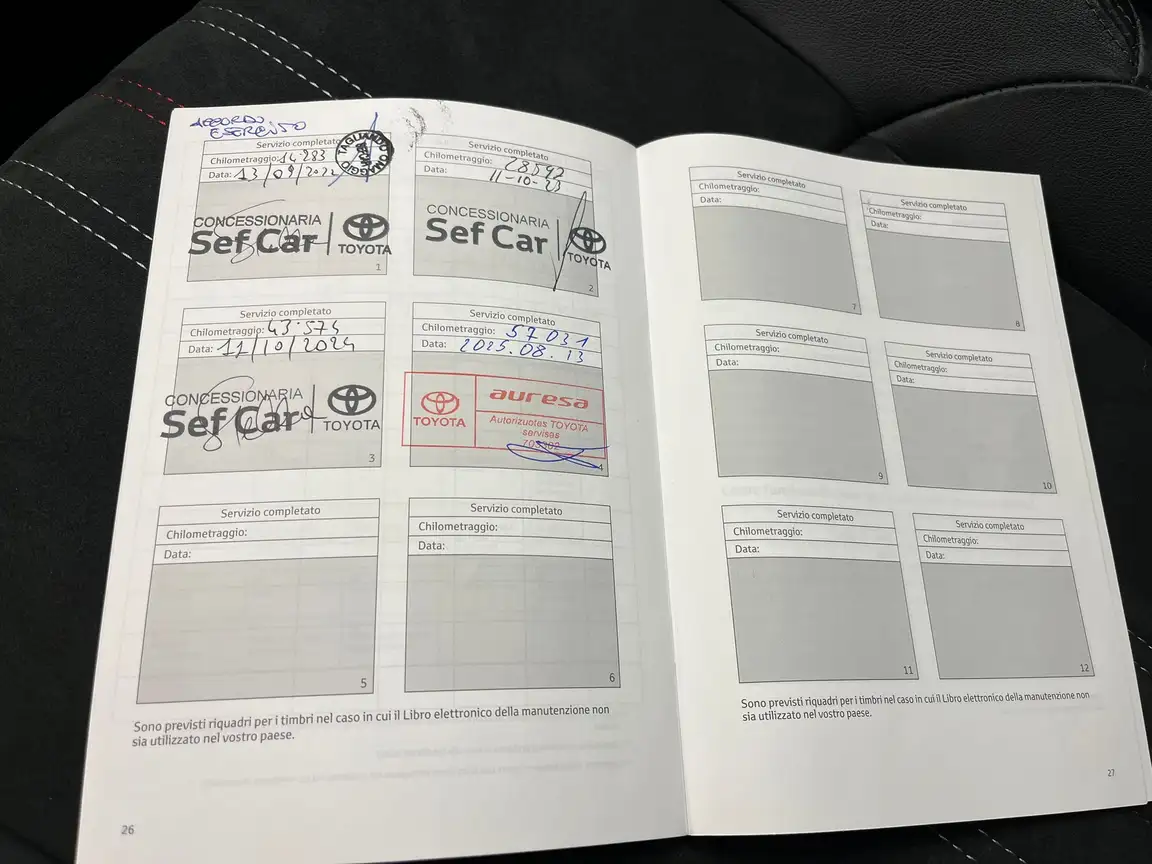 Servizio completato
Chilometraggio: 14.283
Data: 13/09/2022
TAGLIANDO OMAGGIO
CONCESSIONARIA
Sef Car
TOYOTA
1
Servizio completato
Chilometraggio: 28592
Data: 11-10-23
CONCESSIONARIA
Sef Car
TOYOTA
2
Servizio completato
Chilometraggio: 43.574
Data: 11/10/2024
CONCESSIONARIA
Sef Car
TOYOTA
3
Servizio completato
Chilometraggio: 57031
Data: 2025.08.13
TOYOTA
auresa
Autorizuotas TOYOTA
servisas
4
Servizio completato
Chilometraggio:
Data:
5
Servizio completato
Chilometraggio:
Data:
6
Sono previsti riquadri per i timbri nel caso in cui il Libro elettronico della manutenzione non
sia utilizzato nel vostro paese.
26
Servizio completato
Chilometraggio:
Data:
7
Servizio completato
Chilometraggio:
Data:
8
Servizio completato
Chilometraggio:
Data:
9
Servizio completato
Chilometraggio:
Data:
10
Servizio completato
Chilometraggio:
Data:
11
Servizio completato
Chilometraggio:
Data:
12
Sono previsti riquadri per i timbri nel caso in cui il Libro elettronico della manutenzione non
sia utilizzato nel vostro paese.
27